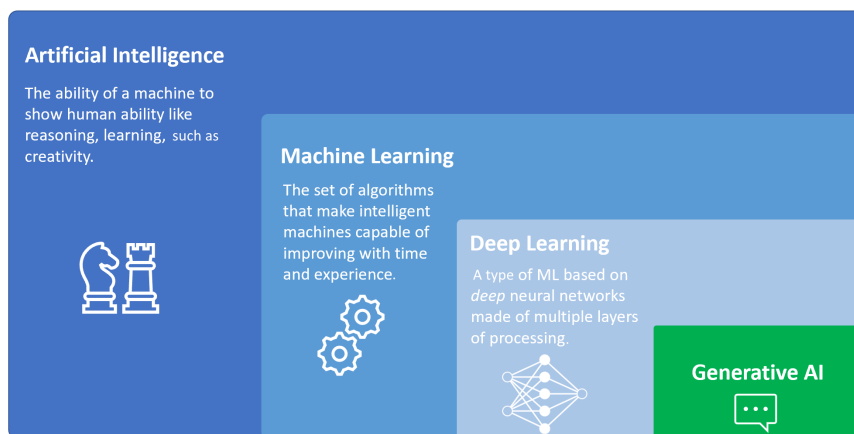 Artificial Intelligence
The ability of a machine to
show human ability like
reasoning, learning, such as
creativity.
Machine Learning
The set of algorithms
that make intelligent
machines capable of
improving with time
and experience.
Deep Learning
A type of ML based on
deep neural networks
made of multiple layers
of processing.
Generative AI